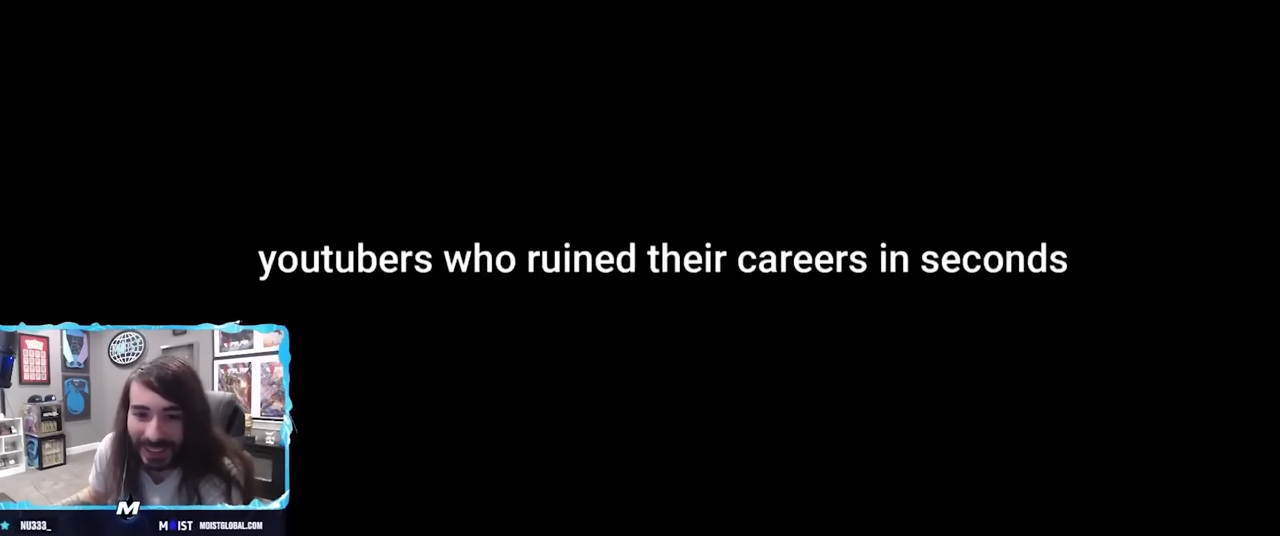 youtubers who ruined their careers in seconds
M
NU333_
MOIST MOISTGLOBAL.COM